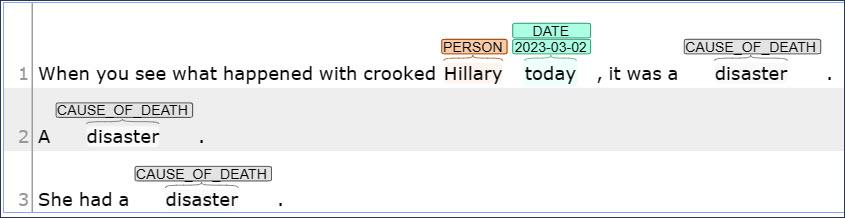 DATE
PERSON 2023-03-02 CAUSE_OF_DEATH
1 When you see what happened with crooked Hillary today , it was a disaster .
CAUSE_OF_DEATH
2 A disaster .
CAUSE_OF_DEATH
3 She had a disaster .